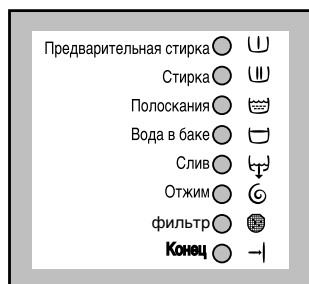 Предварительная стирка
Стирка
Полоскания
Вода в баке
Слив
Отжим
фильтр
Конец